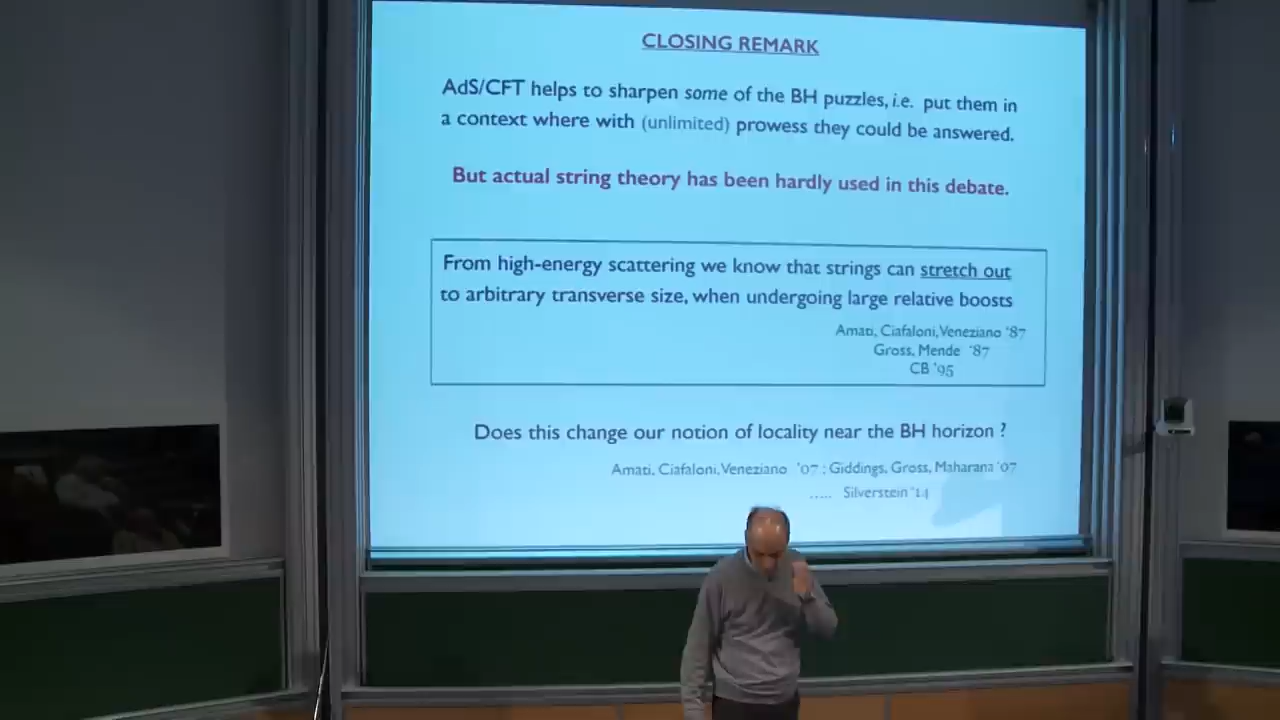 CLOSING REMARK
AdS/CFT helps to sharpen some of the BH puzzles, i.e. put them in
a context where with (unlimited) prowess they could be answered.
But actual string theory has been hardly used in this debate.
From high-energy scattering we know that strings can stretch out
to arbitrary transverse size, when undergoing large relative boosts
Amati, Ciafaloni, Veneziano '87
Gross, Mende '87
CB '95
Does this change our notion of locality near the BH horizon ?
Amati, Ciafaloni, Veneziano '07 ; Giddings, Gross, Maharana '07
..... Silverstein '14